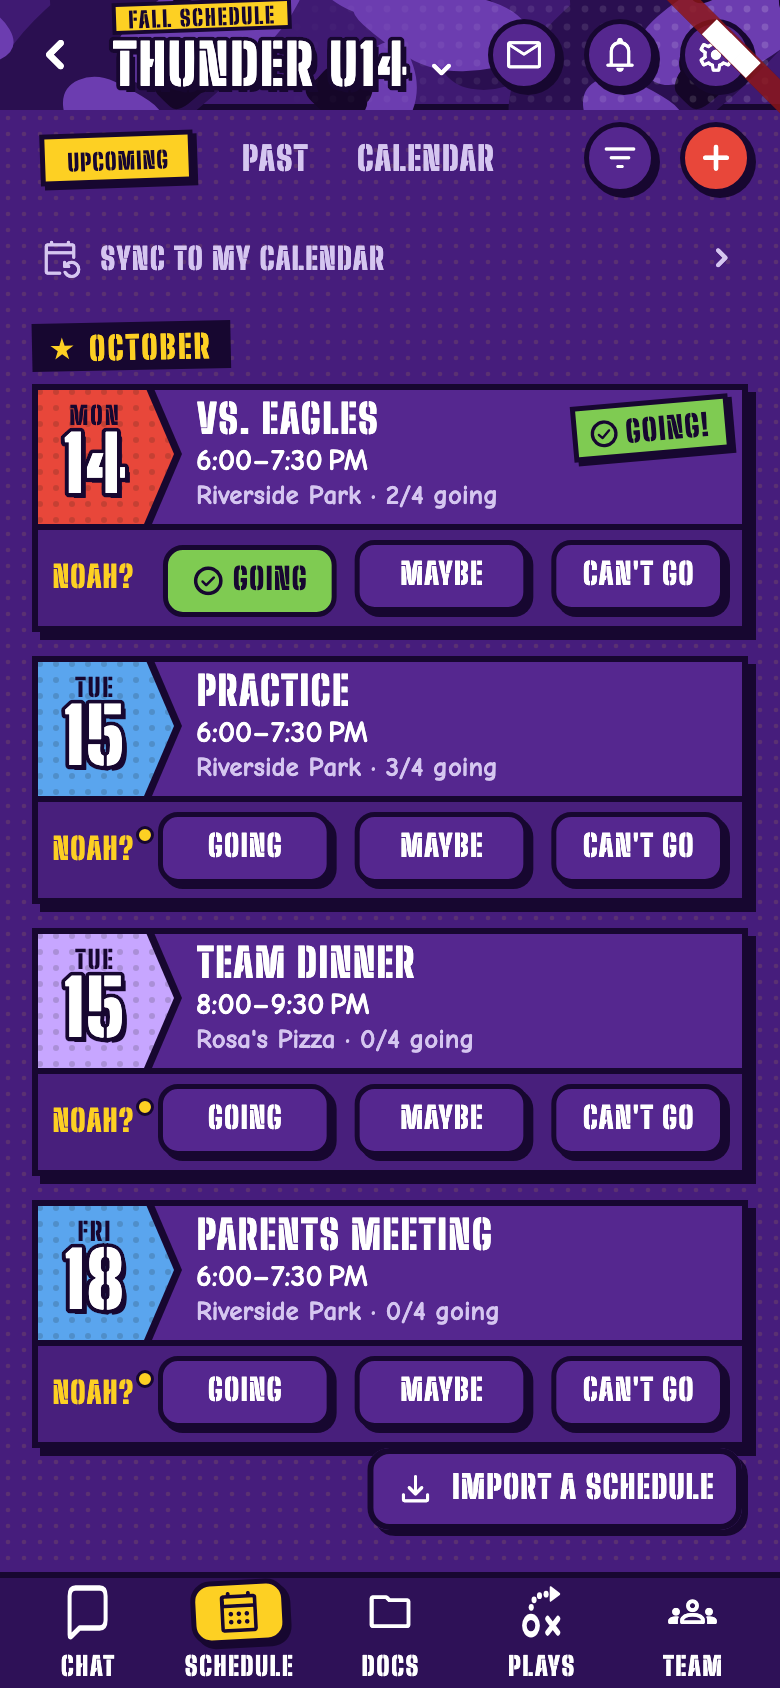 FALL SCHEDULE
THUNDER U14
UPCOMING
PAST
CALENDAR
SYNC TO MY CALENDAR
★ OCTOBER
MON
14
VS. EAGLES
6:00–7:30 PM
Riverside Park · 2/4 going
GOING!
NOAH?
GOING
MAYBE
CAN'T GO
TUE
15
PRACTICE
6:00–7:30 PM
Riverside Park · 3/4 going
NOAH?
GOING
MAYBE
CAN'T GO
TUE
15
TEAM DINNER
8:00–9:30 PM
Rosa's Pizza · 0/4 going
NOAH?
GOING
MAYBE
CAN'T GO
FRI
18
PARENTS MEETING
6:00–7:30 PM
Riverside Park · 0/4 going
NOAH?
GOING
MAYBE
CAN'T GO
IMPORT A SCHEDULE
CHAT
SCHEDULE
DOCS
PLAYS
TEAM